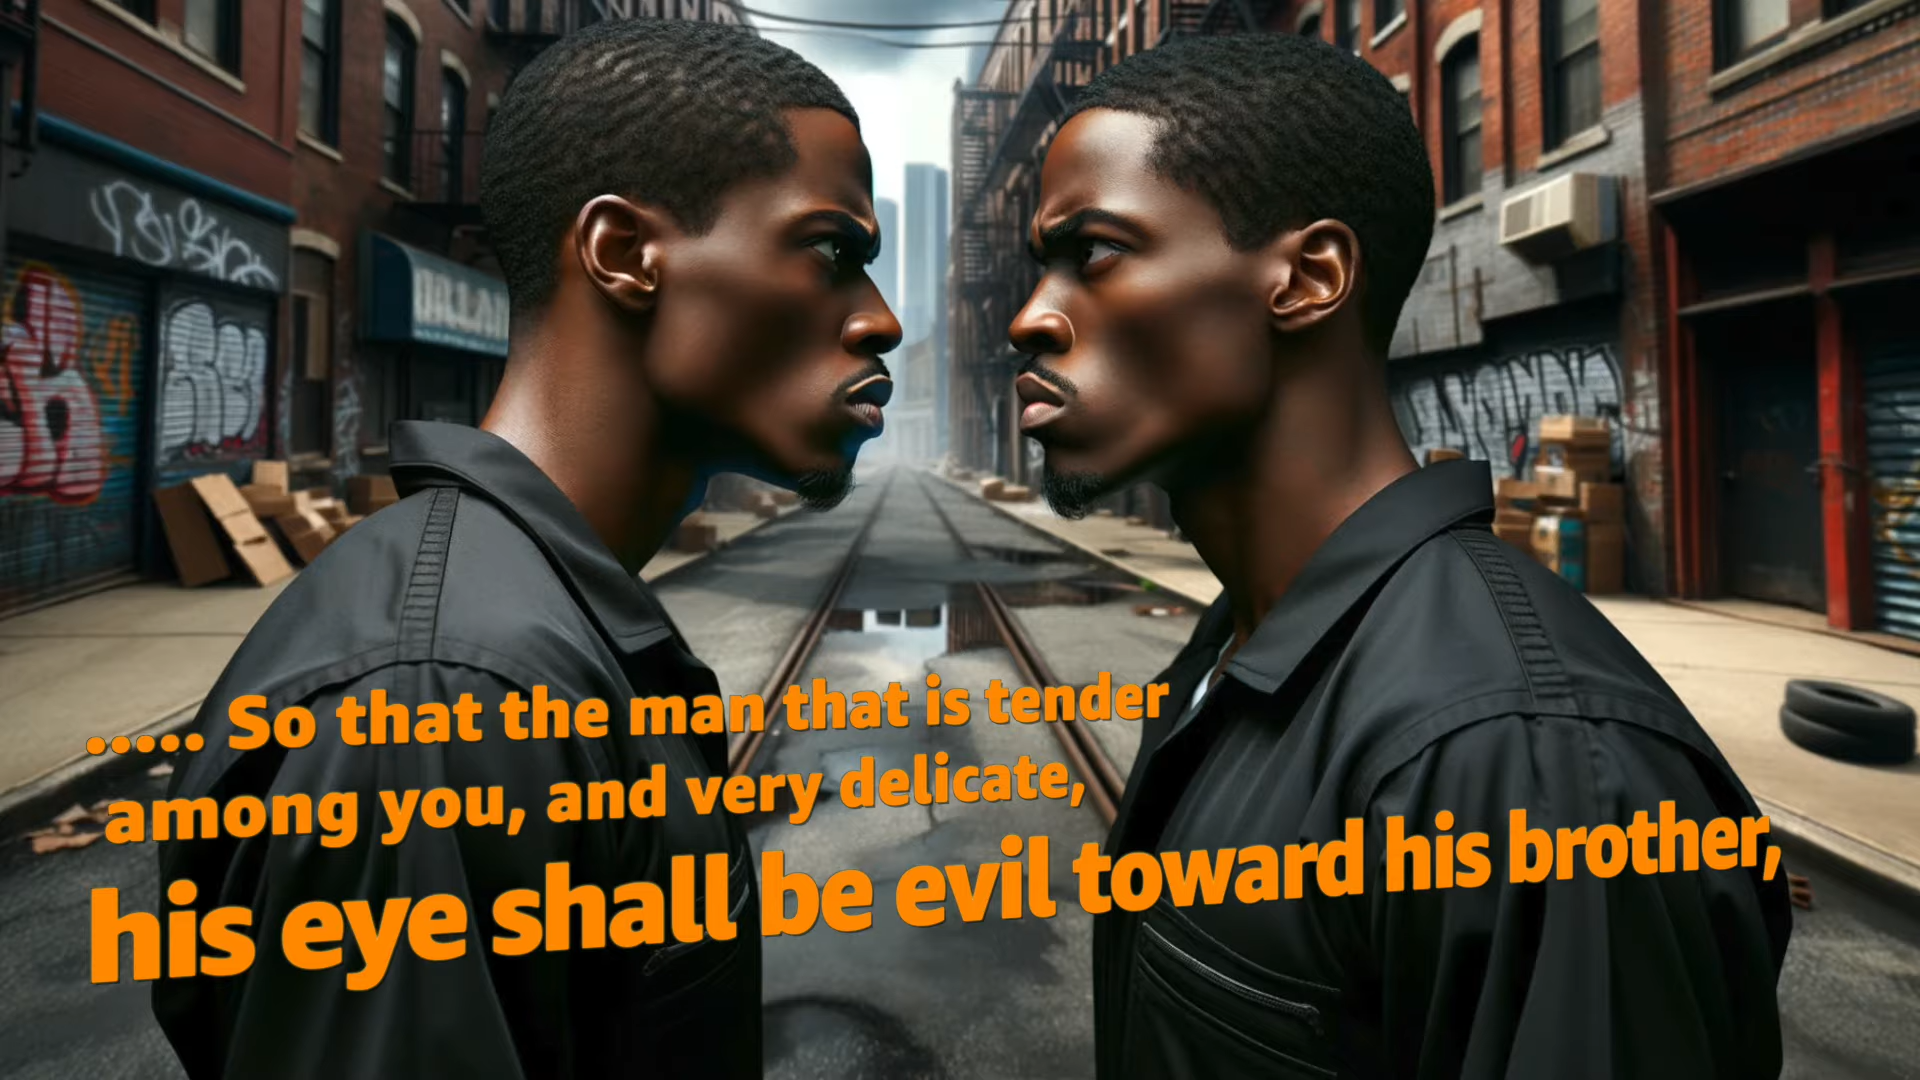 ..... So that the man that is tender
among you, and very delicate,
his eye shall be evil toward his brother,